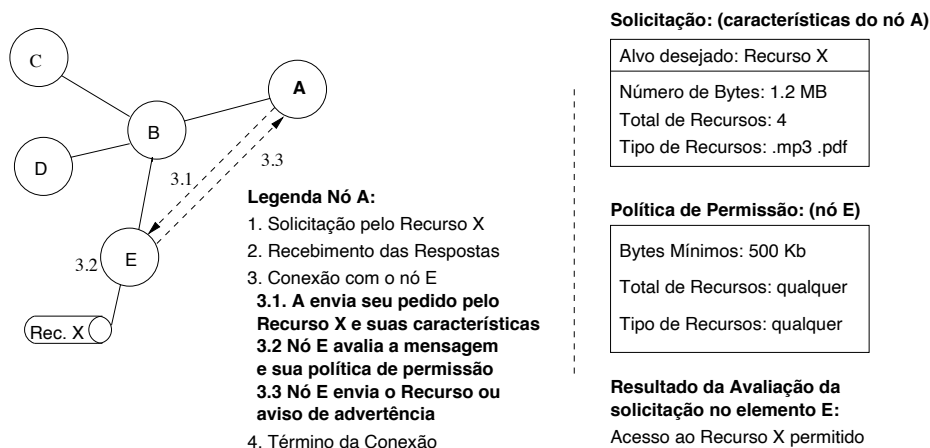 C
A
B
D
3.1
3.3
E
3.2
Rec. X
Legenda Nó A:
1. Solicitação pelo Recurso X
2. Recebimento das Respostas
3. Conexão com o nó E
3.1. A envia seu pedido pelo
Recurso X e suas características
3.2 Nó E avalia a mensagem
e sua política de permissão
3.3 Nó E envia o Recurso ou
aviso de advertência
4. Término da Conexão
Solicitação: (características do nó A)
Alvo desejado: Recurso X
Número de Bytes: 1.2 MB
Total de Recursos: 4
Tipo de Recursos: .mp3 .pdf
Política de Permissão: (nó E)
Bytes Mínimos: 500 Kb
Total de Recursos: qualquer
Tipo de Recursos: qualquer
Resultado da Avaliação da
solicitação no elemento E:
Acesso ao Recurso X permitido